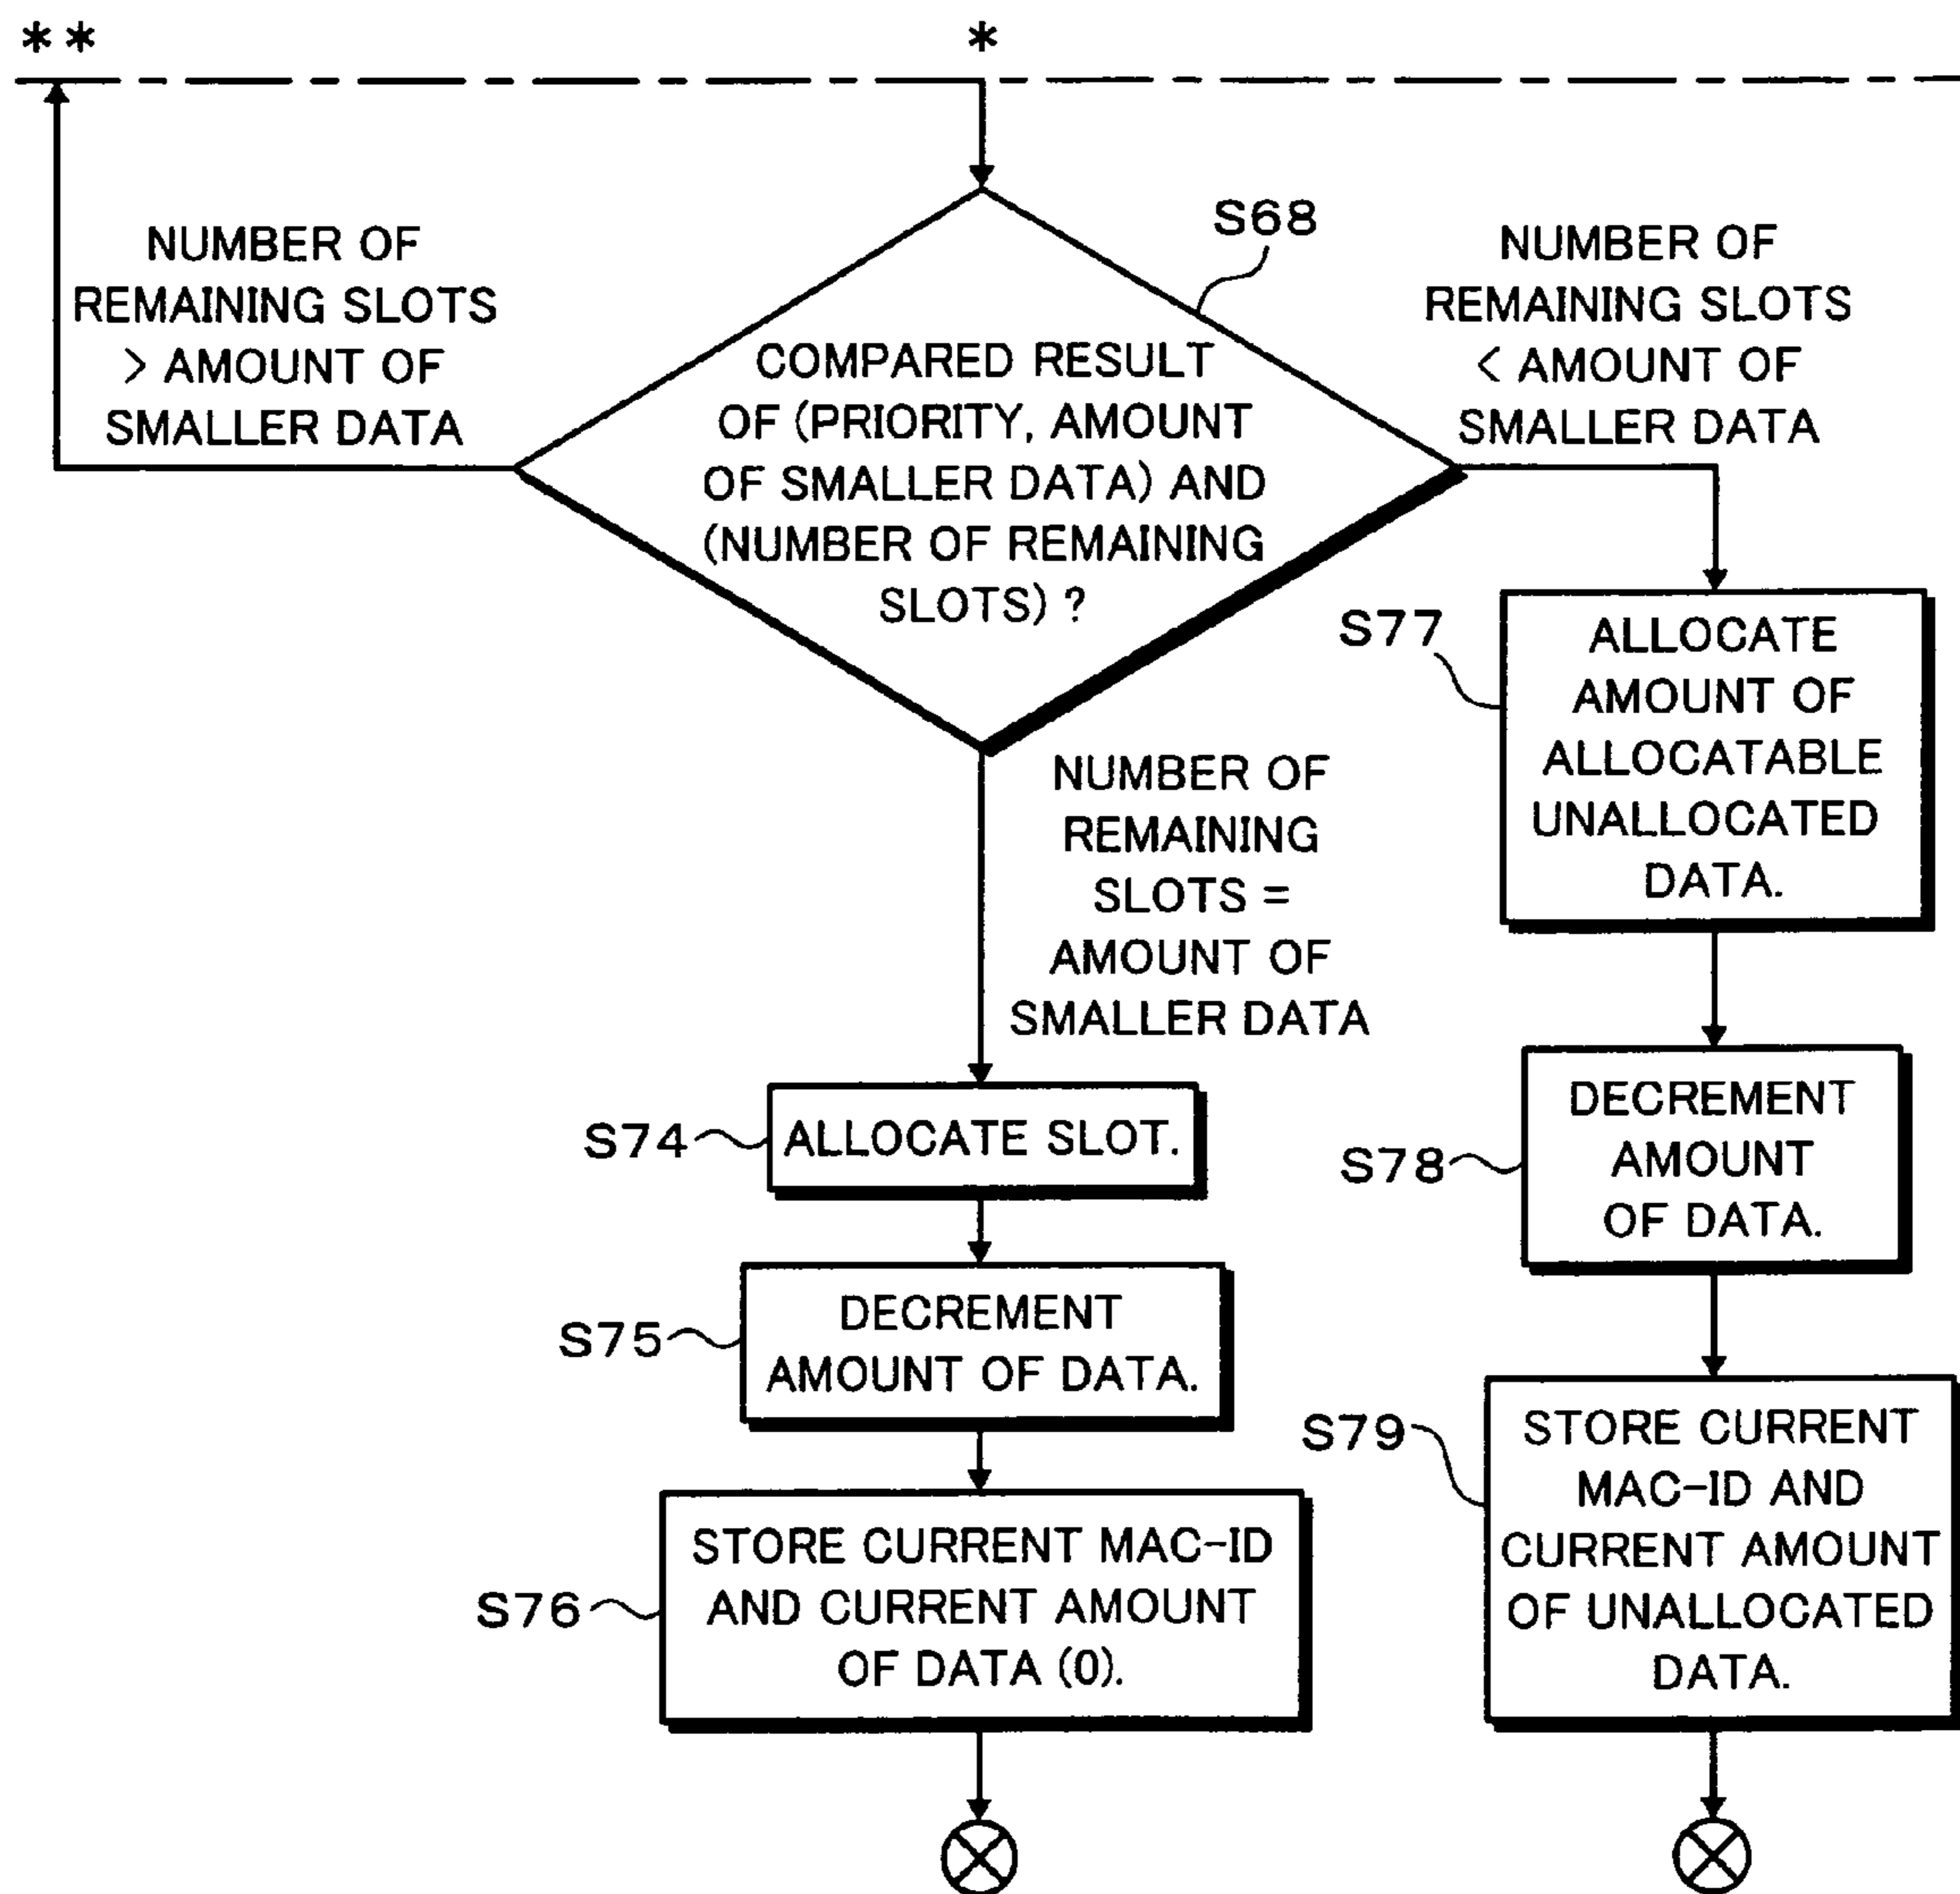 ** *
S68
NUMBER OF
REMAINING SLOTS
> AMOUNT OF
SMALLER DATA
COMPARED RESULT
OF (PRIORITY, AMOUNT
OF SMALLER DATA) AND
(NUMBER OF REMAINING
SLOTS) ?
NUMBER OF
REMAINING SLOTS
< AMOUNT OF
SMALLER DATA
NUMBER OF
REMAINING
SLOTS =
AMOUNT OF
SMALLER DATA
S74
ALLOCATE SLOT.
S75
DECREMENT
AMOUNT OF DATA.
S76
STORE CURRENT MAC-ID
AND CURRENT AMOUNT
OF DATA (0).
S77
ALLOCATE
AMOUNT OF
ALLOCATABLE
UNALLOCATED
DATA.
S78
DECREMENT
AMOUNT
OF DATA.
S79
STORE CURRENT
MAC-ID AND
CURRENT AMOUNT
OF UNALLOCATED
DATA.